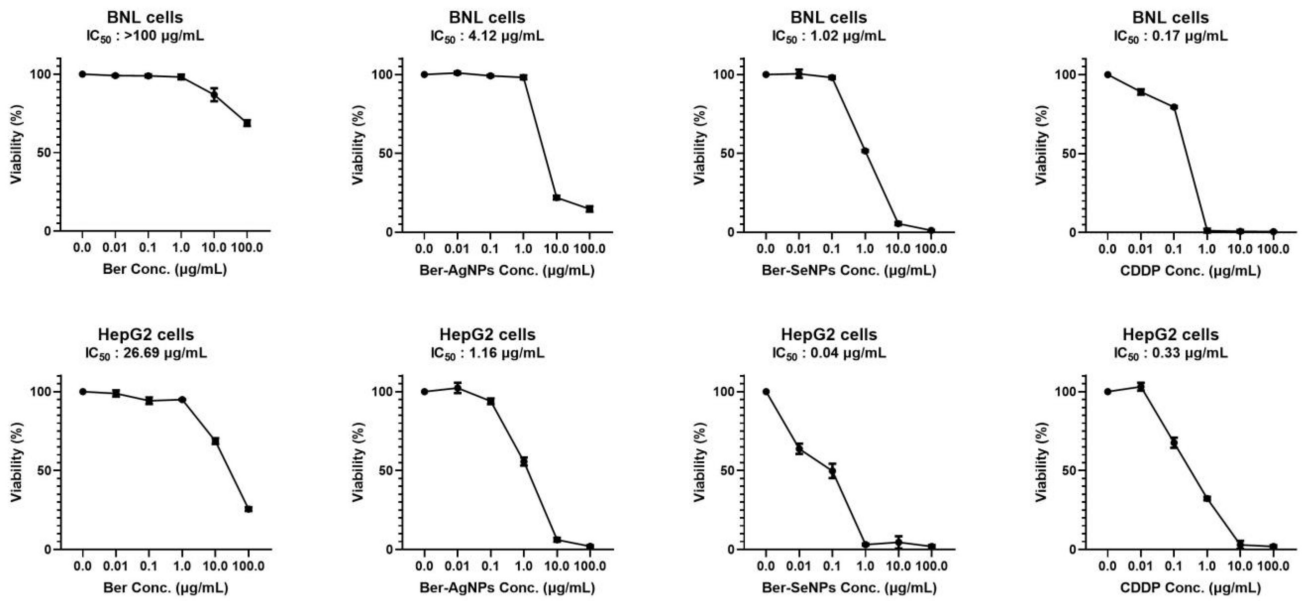 BNL cells
IC50 : >100 µg/mL
Viability (%)
100
50
0
0.0 0.01 0.1 1.0 10.0 100.0
Ber Conc. (µg/mL)
BNL cells
IC50 : 4.12 µg/mL
Viability (%)
100
50
0
0.0 0.01 0.1 1.0 10.0 100.0
Ber-AgNPs Conc. (µg/mL)
BNL cells
IC50 : 1.02 µg/mL
Viability (%)
100
50
0
0.0 0.01 0.1 1.0 10.0 100.0
Ber-SeNPs Conc. (µg/mL)
BNL cells
IC50 : 0.17 µg/mL
Viability (%)
100
50
0
0.0 0.01 0.1 1.0 10.0 100.0
CDDP Conc. (µg/mL)
HepG2 cells
IC50 : 26.69 µg/mL
Viability (%)
100
50
0
0.0 0.01 0.1 1.0 10.0 100.0
Ber Conc. (µg/mL)
HepG2 cells
IC50 : 1.16 µg/mL
Viability (%)
100
50
0
0.0 0.01 0.1 1.0 10.0 100.0
Ber-AgNPs Conc. (µg/mL)
HepG2 cells
IC50 : 0.04 µg/mL
Viability (%)
100
50
0
0.0 0.01 0.1 1.0 10.0 100.0
Ber-SeNPs Conc. (µg/mL)
HepG2 cells
IC50 : 0.33 µg/mL
Viability (%)
100
50
0
0.0 0.01 0.1 1.0 10.0 100.0
CDDP Conc. (µg/mL)